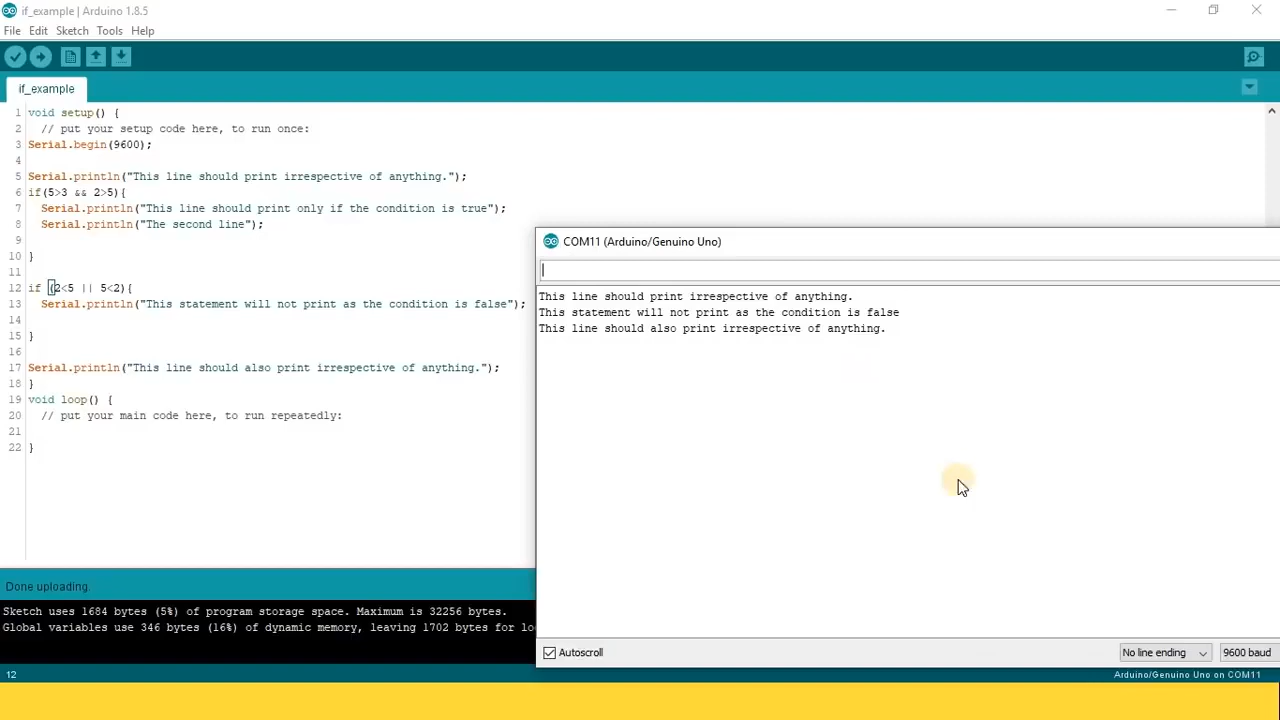 if_example | Arduino 1.8.5
File Edit Sketch Tools Help
if_example
1 void setup() {
2 // put your setup code here, to run once:
3 Serial.begin(9600);
4
5 Serial.println("This line should print irrespective of anything.");
6 if(5>3 && 2>5){
7 Serial.println("This line should print only if the condition is true");
8 Serial.println("The second line");
9
10 }
11
12 if (2<5 || 5<2){
13 Serial.println("This statement will not print as the condition is false");
14
15 }
16
17 Serial.println("This line should also print irrespective of anything.");
18 }
19 void loop() {
20 // put your main code here, to run repeatedly:
21
22 }
COM11 (Arduino/Genuino Uno)
This line should print irrespective of anything.
This statement will not print as the condition is false
This line should also print irrespective of anything.
Autoscroll
No line ending
9600 baud
Done uploading.
Sketch uses 1684 bytes (5%) of program storage space. Maximum is 32256 bytes.
Global variables use 346 bytes (16%) of dynamic memory, leaving 1702 bytes for lo
12
Arduino/Genuino Uno on COM11